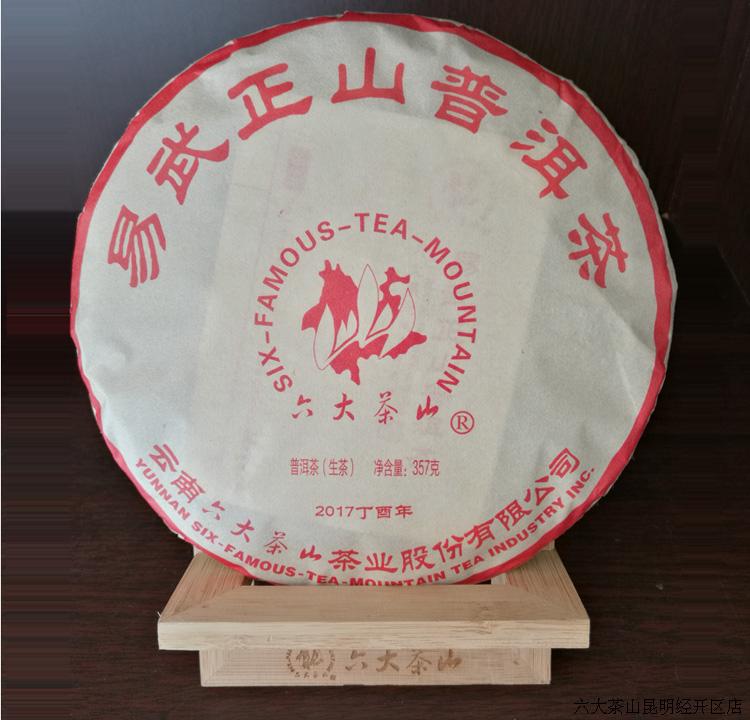 易武正山普洱茶
SIX-FAMOUS-TEA-MOUNTAIN
六大茶山®
普洱茶(生茶) 净含量:357克
2017丁酉年
云南六大茶山茶业股份有限公司
YUNNAN SIX-FAMOUS-TEA-MOUNTAIN TEA INDUSTRY INC.
六大茶山
六大茶山昆明经开区店